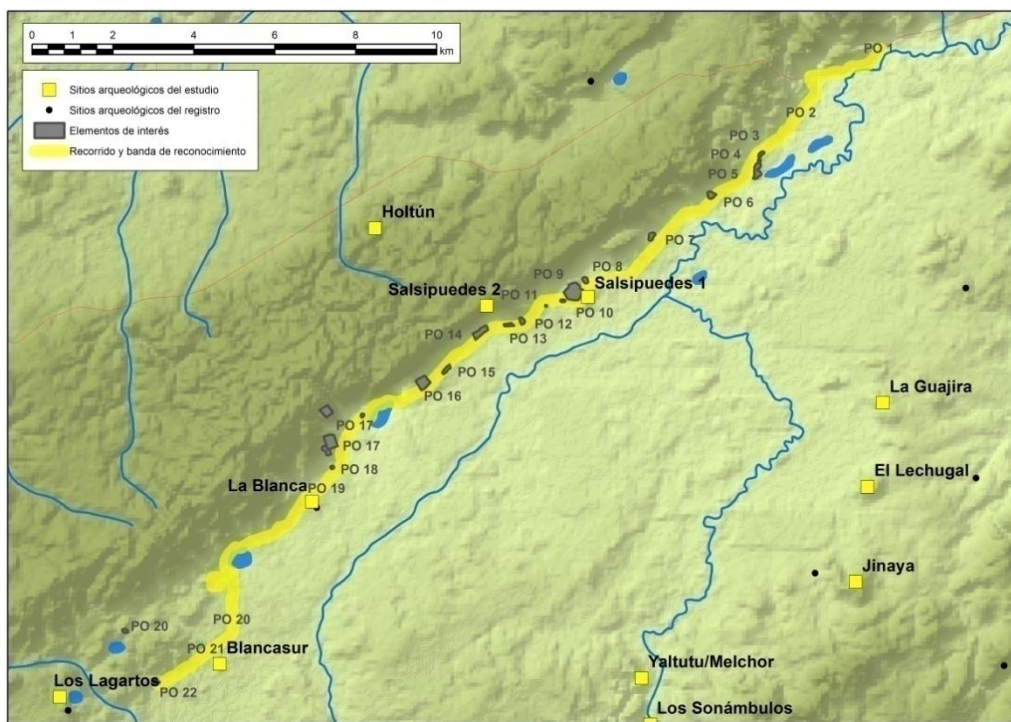 0 1 2 4 6 8 10
km
Sitios arqueológicos del estudio
Sitios arqueológicos del registro
Elementos de interés
Recorrido y banda de reconocimiento
PO 1
PO 2
PO 3
PO 4
PO 5
PO 6
Holtún
PO 7
PO 8
PO 9
Salsipuedes 1
Salsipuedes 2
PO 11
PO 10
PO 12
PO 13
PO 14
PO 15
PO 16
La Guajira
PO 17
PO 17
PO 18
El Lechugal
La Blanca
PO 19
Jinaya
PO 20
PO 20
PO 21
Blancasur
Los Lagartos
PO 22
Yaltutu/Melchor
Los Sonámbulos